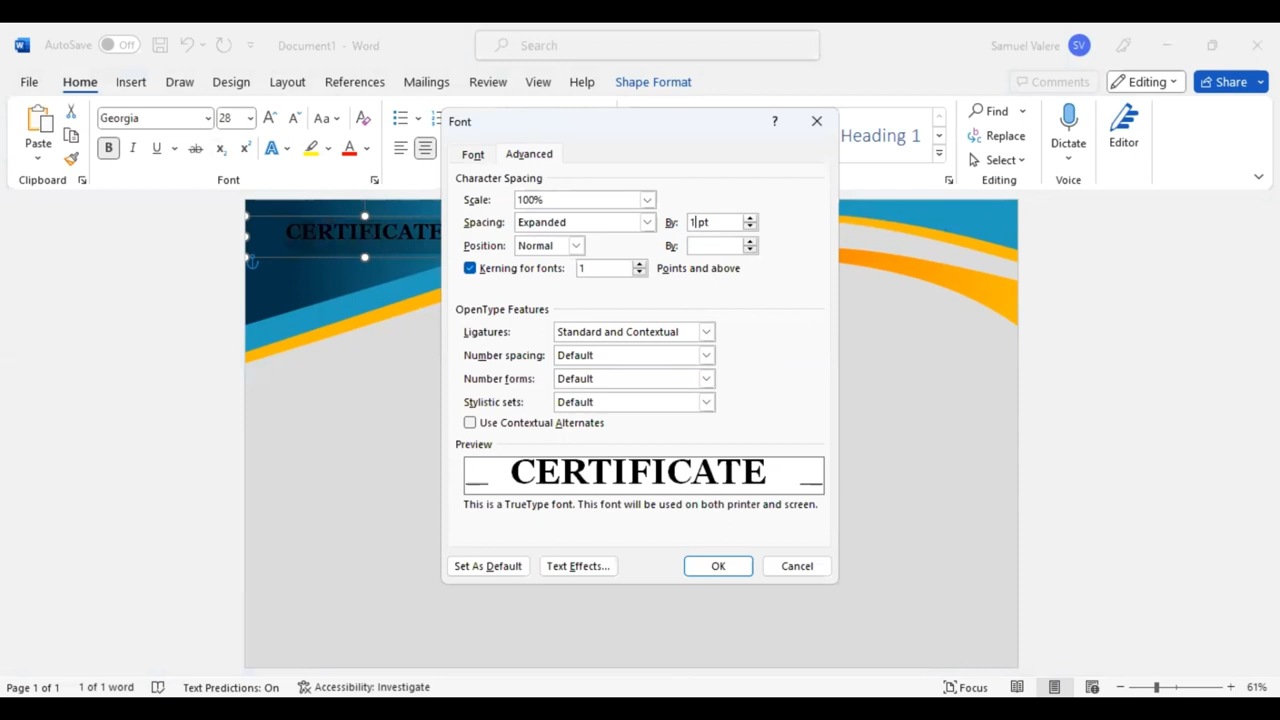 AutoSave Off Document1 - Word Search Samuel Valere SV
File Home Insert Draw Design Layout References Mailings Review View Help Shape Format Comments Editing Share
Paste
Clipboard
Georgia 28 Aa
B I U ab x₂ x² A A
Font
Heading 1
Find
Replace
Select
Editing
Dictate
Voice
Editor
CERTIFICATE
Font ?
Font Advanced
Character Spacing
Scale: 100%
Spacing: Expanded By: 1 pt
Position: Normal By:
Kerning for fonts: 1 Points and above
OpenType Features
Ligatures: Standard and Contextual
Number spacing: Default
Number forms: Default
Stylistic sets: Default
Use Contextual Alternates
Preview
CERTIFICATE
This is a TrueType font. This font will be used on both printer and screen.
Set As Default Text Effects... OK Cancel
Page 1 of 1 1 of 1 word Text Predictions: On Accessibility: Investigate Focus 61%